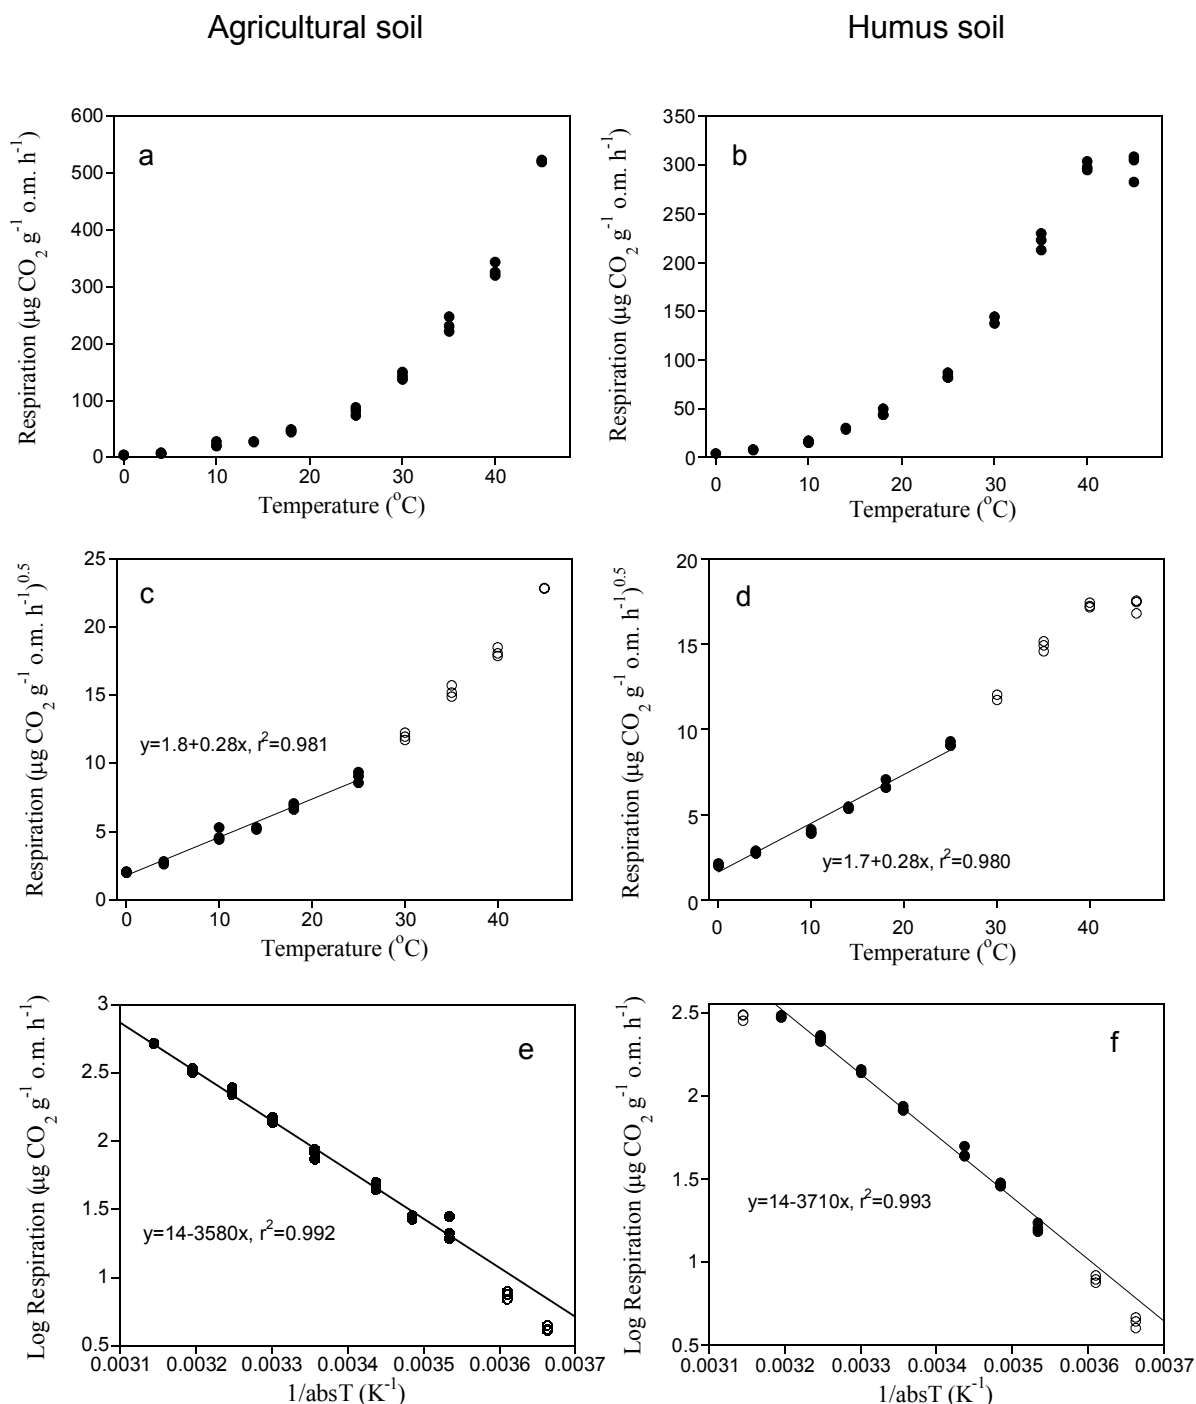 Agricultural soil
Humus soil
a
Respiration (µg CO2 g-1 o.m. h-1)
600
500
400
300
200
100
0
0 10 20 30 40
Temperature (oC)
b
Respiration (µg CO2 g-1 o.m. h-1)
350
300
250
200
150
100
50
0
0 10 20 30 40
Temperature (oC)
c
Respiration (µg CO2 g-1 o.m. h-1)0.5
25
20
15
10
5
0
y=1.8+0.28x, r2=0.981
0 10 20 30 40
Temperature (oC)
d
Respiration (µg CO2 g-1 o.m. h-1)0.5
20
15
10
5
0
y=1.7+0.28x, r2=0.980
0 10 20 30 40
Temperature (oC)
e
Log Respiration (µg CO2 g-1 o.m. h-1)
3
2.5
2
1.5
1
0.5
y=14-3580x, r2=0.992
0.0031 0.0032 0.0033 0.0034 0.0035 0.0036 0.0037
1/absT (K-1)
f
Log Respiration (µg CO2 g-1 o.m. h-1)
2.5
2
1.5
1
0.5
y=14-3710x, r2=0.993
0.0031 0.0032 0.0033 0.0034 0.0035 0.0036 0.0037
1/absT (K-1)